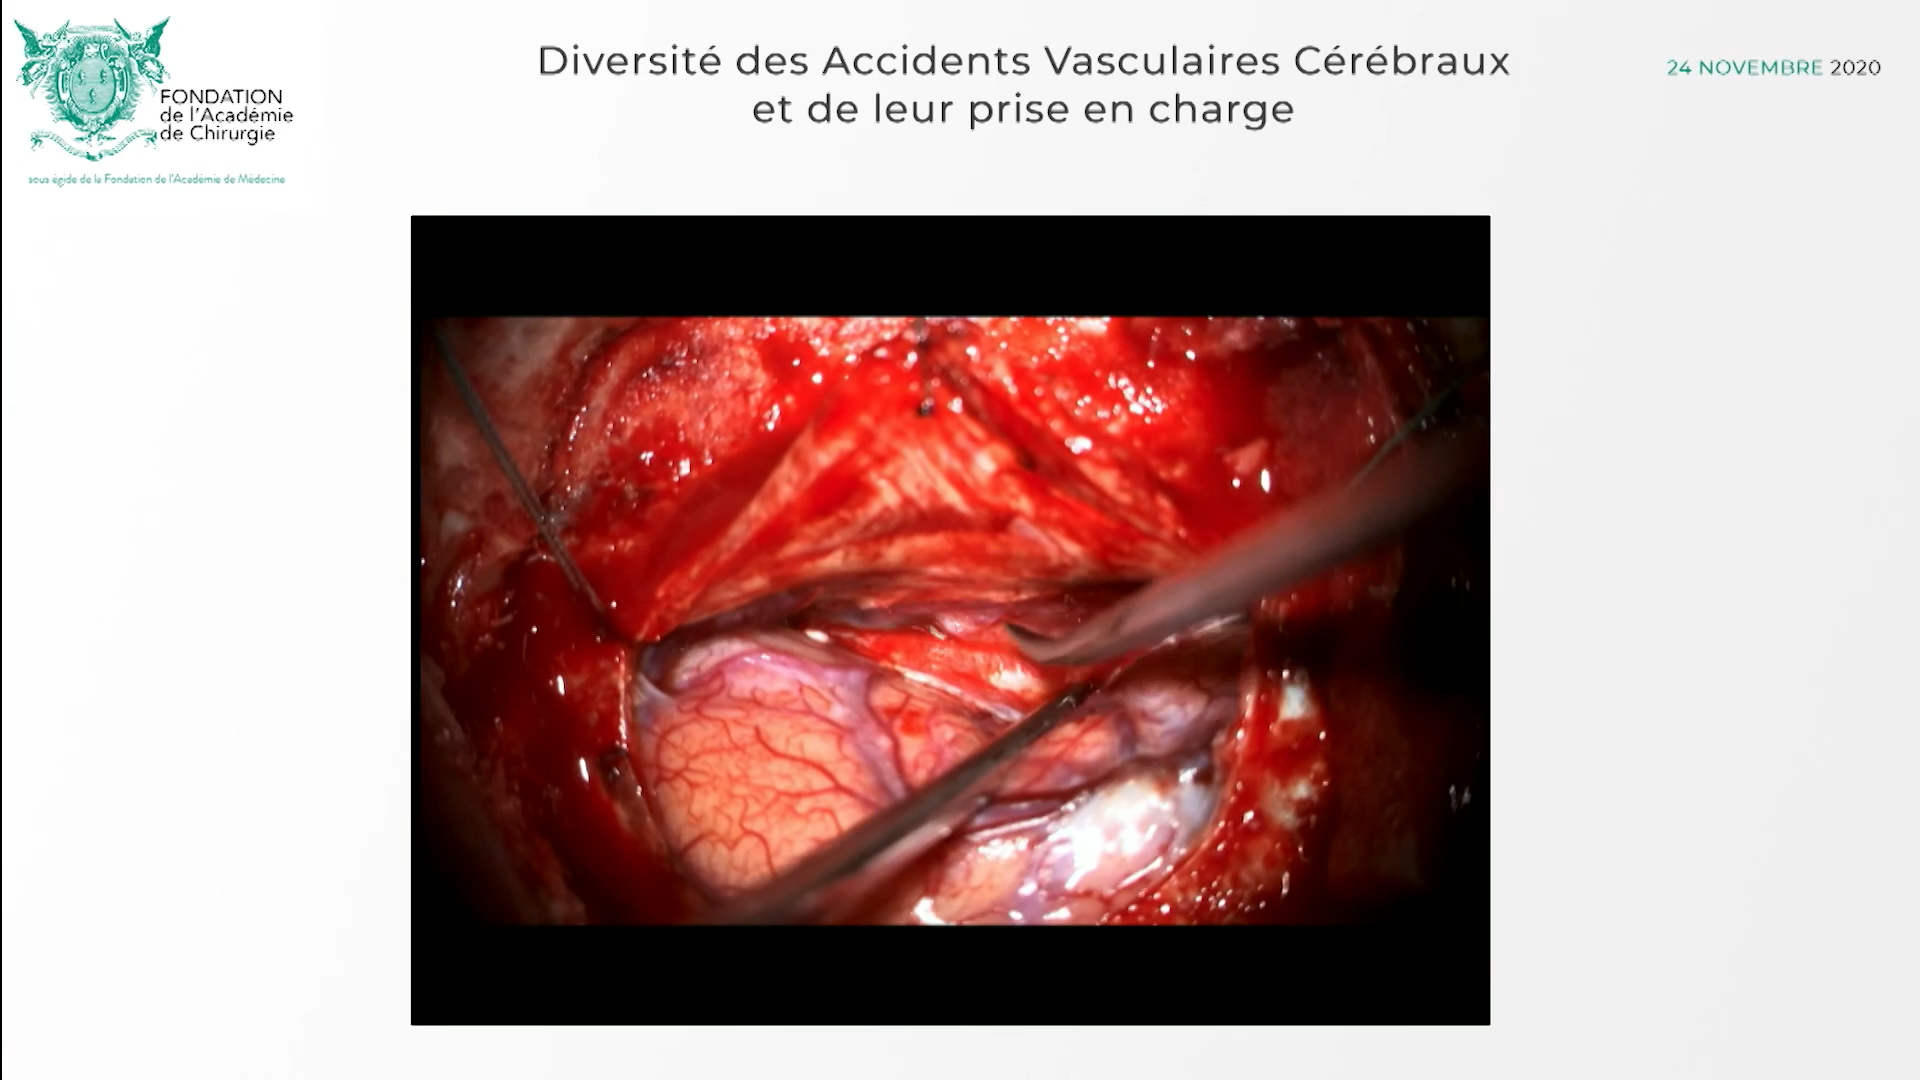 FONDATION
de l'Académie
de Chirurgie
sous égide de la Fondation de l'Académie de Médecine
Diversité des Accidents Vasculaires Cérébraux
et de leur prise en charge
24 NOVEMBRE 2020